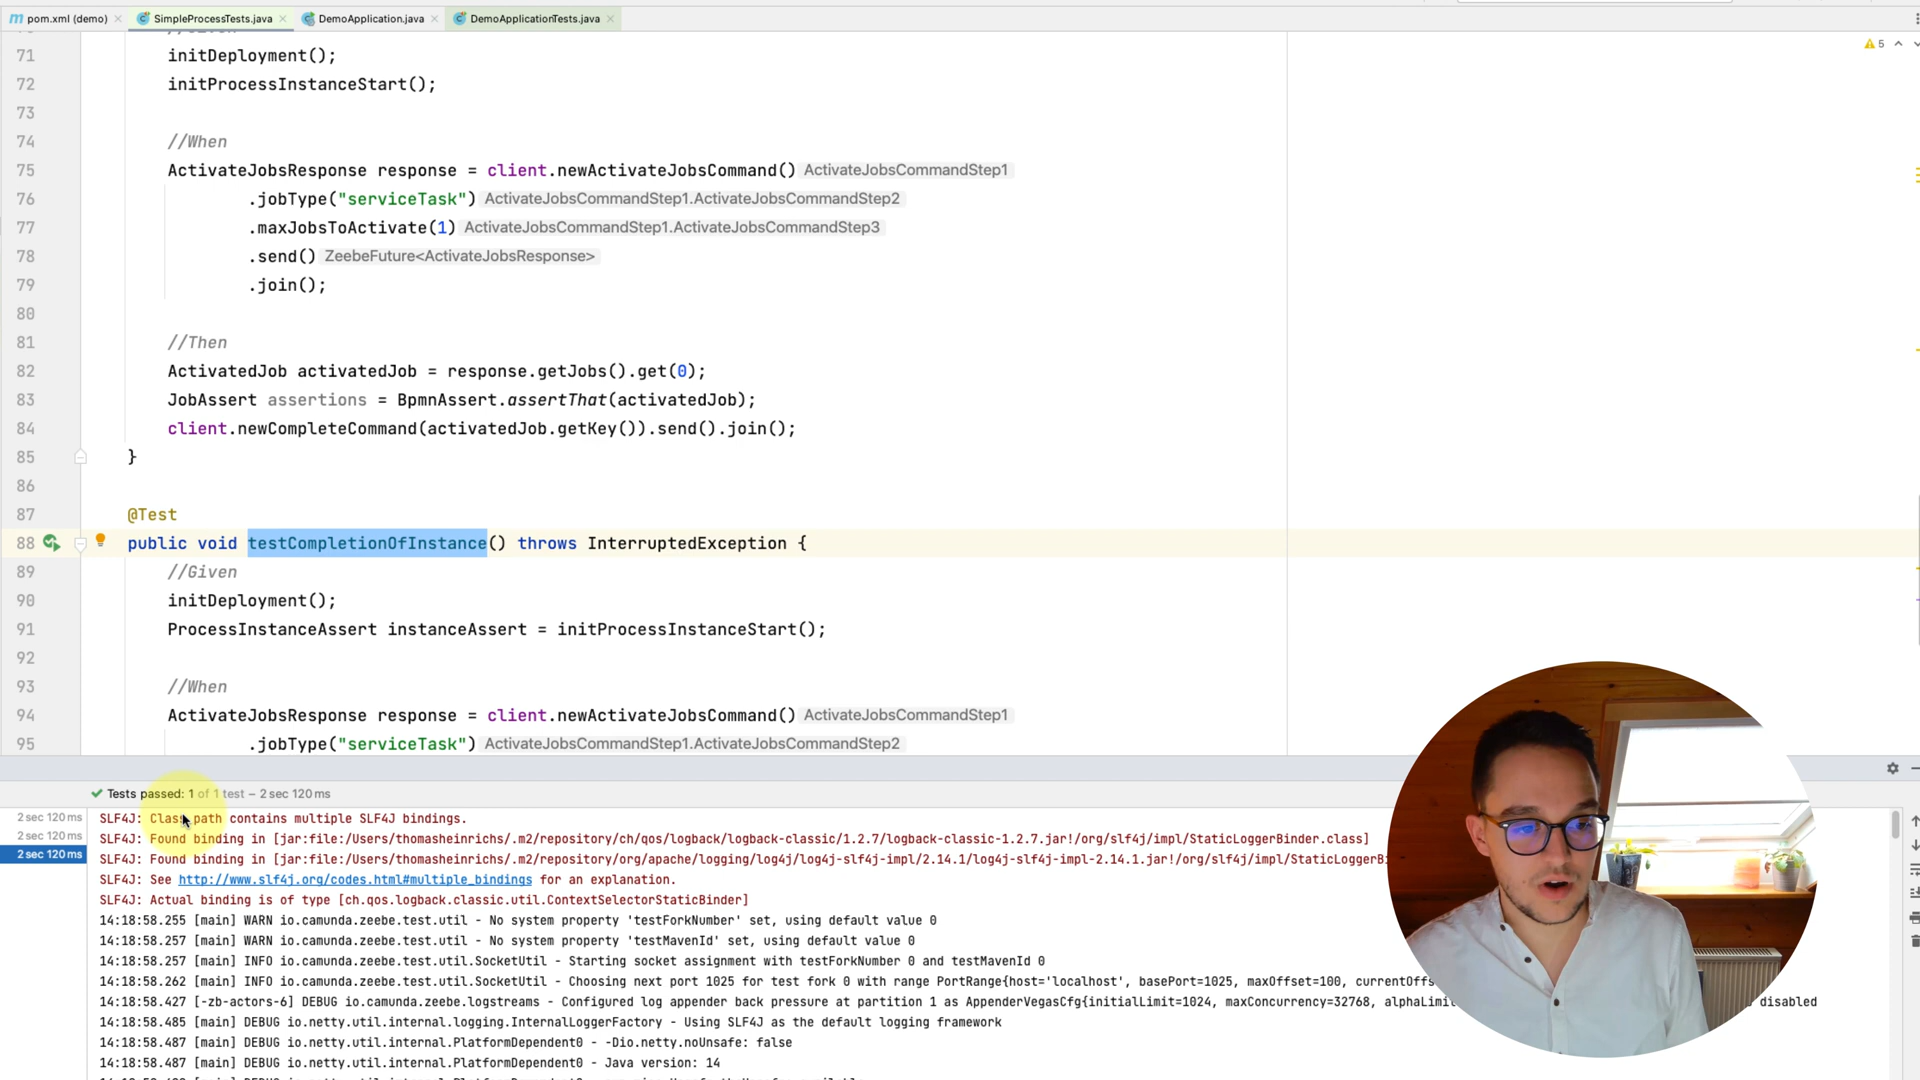 pom.xml (demo) SimpleProcessTests.java DemoApplication.java DemoApplicationTests.java
5
71 initDeployment();
72 initProcessInstanceStart();
73
74 //When
75 ActivateJobsResponse response = client.newActivateJobsCommand() ActivateJobsCommandStep1
76 .jobType("serviceTask") ActivateJobsCommandStep1.ActivateJobsCommandStep2
77 .maxJobsToActivate(1) ActivateJobsCommandStep1.ActivateJobsCommandStep3
78 .send() ZeebeFuture<ActivateJobsResponse>
79 .join();
80
81 //Then
82 ActivatedJob activatedJob = response.getJobs().get(0);
83 JobAssert assertions = BpmnAssert.assertThat(activatedJob);
84 client.newCompleteCommand(activatedJob.getKey()).send().join();
85 }
86
87 @Test
88 public void testCompletionOfInstance() throws InterruptedException {
89 //Given
90 initDeployment();
91 ProcessInstanceAssert instanceAssert = initProcessInstanceStart();
92
93 //When
94 ActivateJobsResponse response = client.newActivateJobsCommand() ActivateJobsCommandStep1
95 .jobType("serviceTask") ActivateJobsCommandStep1.ActivateJobsCommandStep2
Tests passed: 1 of 1 test – 2 sec 120 ms
2 sec 120 ms SLF4J: Class path contains multiple SLF4J bindings.
2 sec 120 ms SLF4J: Found binding in [jar:file:/Users/thomasheinrichs/.m2/repository/ch/qos/logback/logback-classic/1.2.7/logback-classic-1.2.7.jar!/org/slf4j/impl/StaticLoggerBinder.class]
2 sec 120 ms SLF4J: Found binding in [jar:file:/Users/thomasheinrichs/.m2/repository/org/apache/logging/log4j/log4j-slf4j-impl/2.14.1/log4j-slf4j-impl-2.14.1.jar!/org/slf4j/impl/StaticLoggerBi
SLF4J: See http://www.slf4j.org/codes.html#multiple_bindings for an explanation.
SLF4J: Actual binding is of type [ch.qos.logback.classic.util.ContextSelectorStaticBinder]
14:18:58.255 [main] WARN io.camunda.zeebe.test.util - No system property 'testForkNumber' set, using default value 0
14:18:58.257 [main] WARN io.camunda.zeebe.test.util - No system property 'testMavenId' set, using default value 0
14:18:58.257 [main] INFO io.camunda.zeebe.test.util.SocketUtil - Starting socket assignment with testForkNumber 0 and testMavenId 0
14:18:58.262 [main] INFO io.camunda.zeebe.test.util.SocketUtil - Choosing next port 1025 for test fork 0 with range PortRange{host='localhost', basePort=1025, maxOffset=100, currentOffs
14:18:58.427 [-zb-actors-6] DEBUG io.camunda.zeebe.logstreams - Configured log appender back pressure at partition 1 as AppenderVegasCfg{initialLimit=1024, maxConcurrency=32768, alphaLimi disabled
14:18:58.485 [main] DEBUG io.netty.util.internal.logging.InternalLoggerFactory - Using SLF4J as the default logging framework
14:18:58.487 [main] DEBUG io.netty.util.internal.PlatformDependent0 - -Dio.netty.noUnsafe: false
14:18:58.487 [main] DEBUG io.netty.util.internal.PlatformDependent0 - Java version: 14